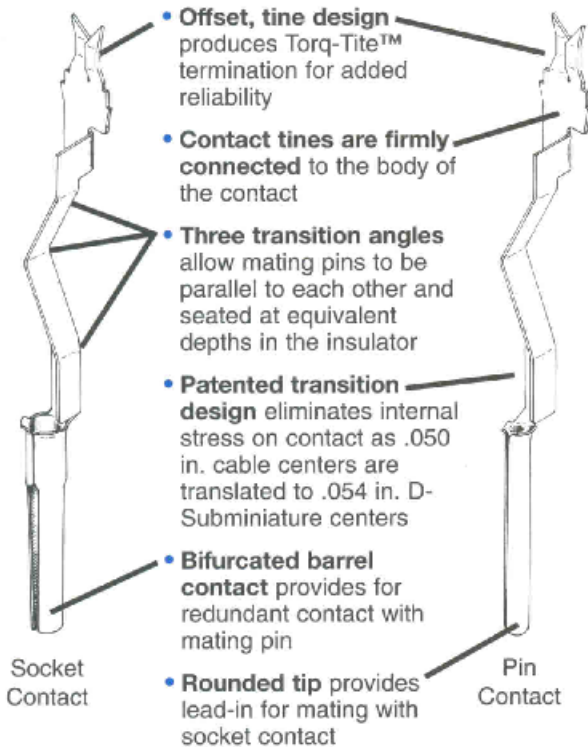 • Offset, tine design
produces Torq-Tite™
termination for added
reliability
• Contact tines are firmly
connected to the body of
the contact
• Three transition angles
allow mating pins to be
parallel to each other and
seated at equivalent
depths in the insulator
• Patented transition
design eliminates internal
stress on contact as .050
in. cable centers are
translated to .054 in. D-
Subminiature centers
• Bifurcated barrel
contact provides for
redundant contact with
mating pin
• Rounded tip provides
lead-in for mating with
socket contact
Socket
Contact
Pin
Contact